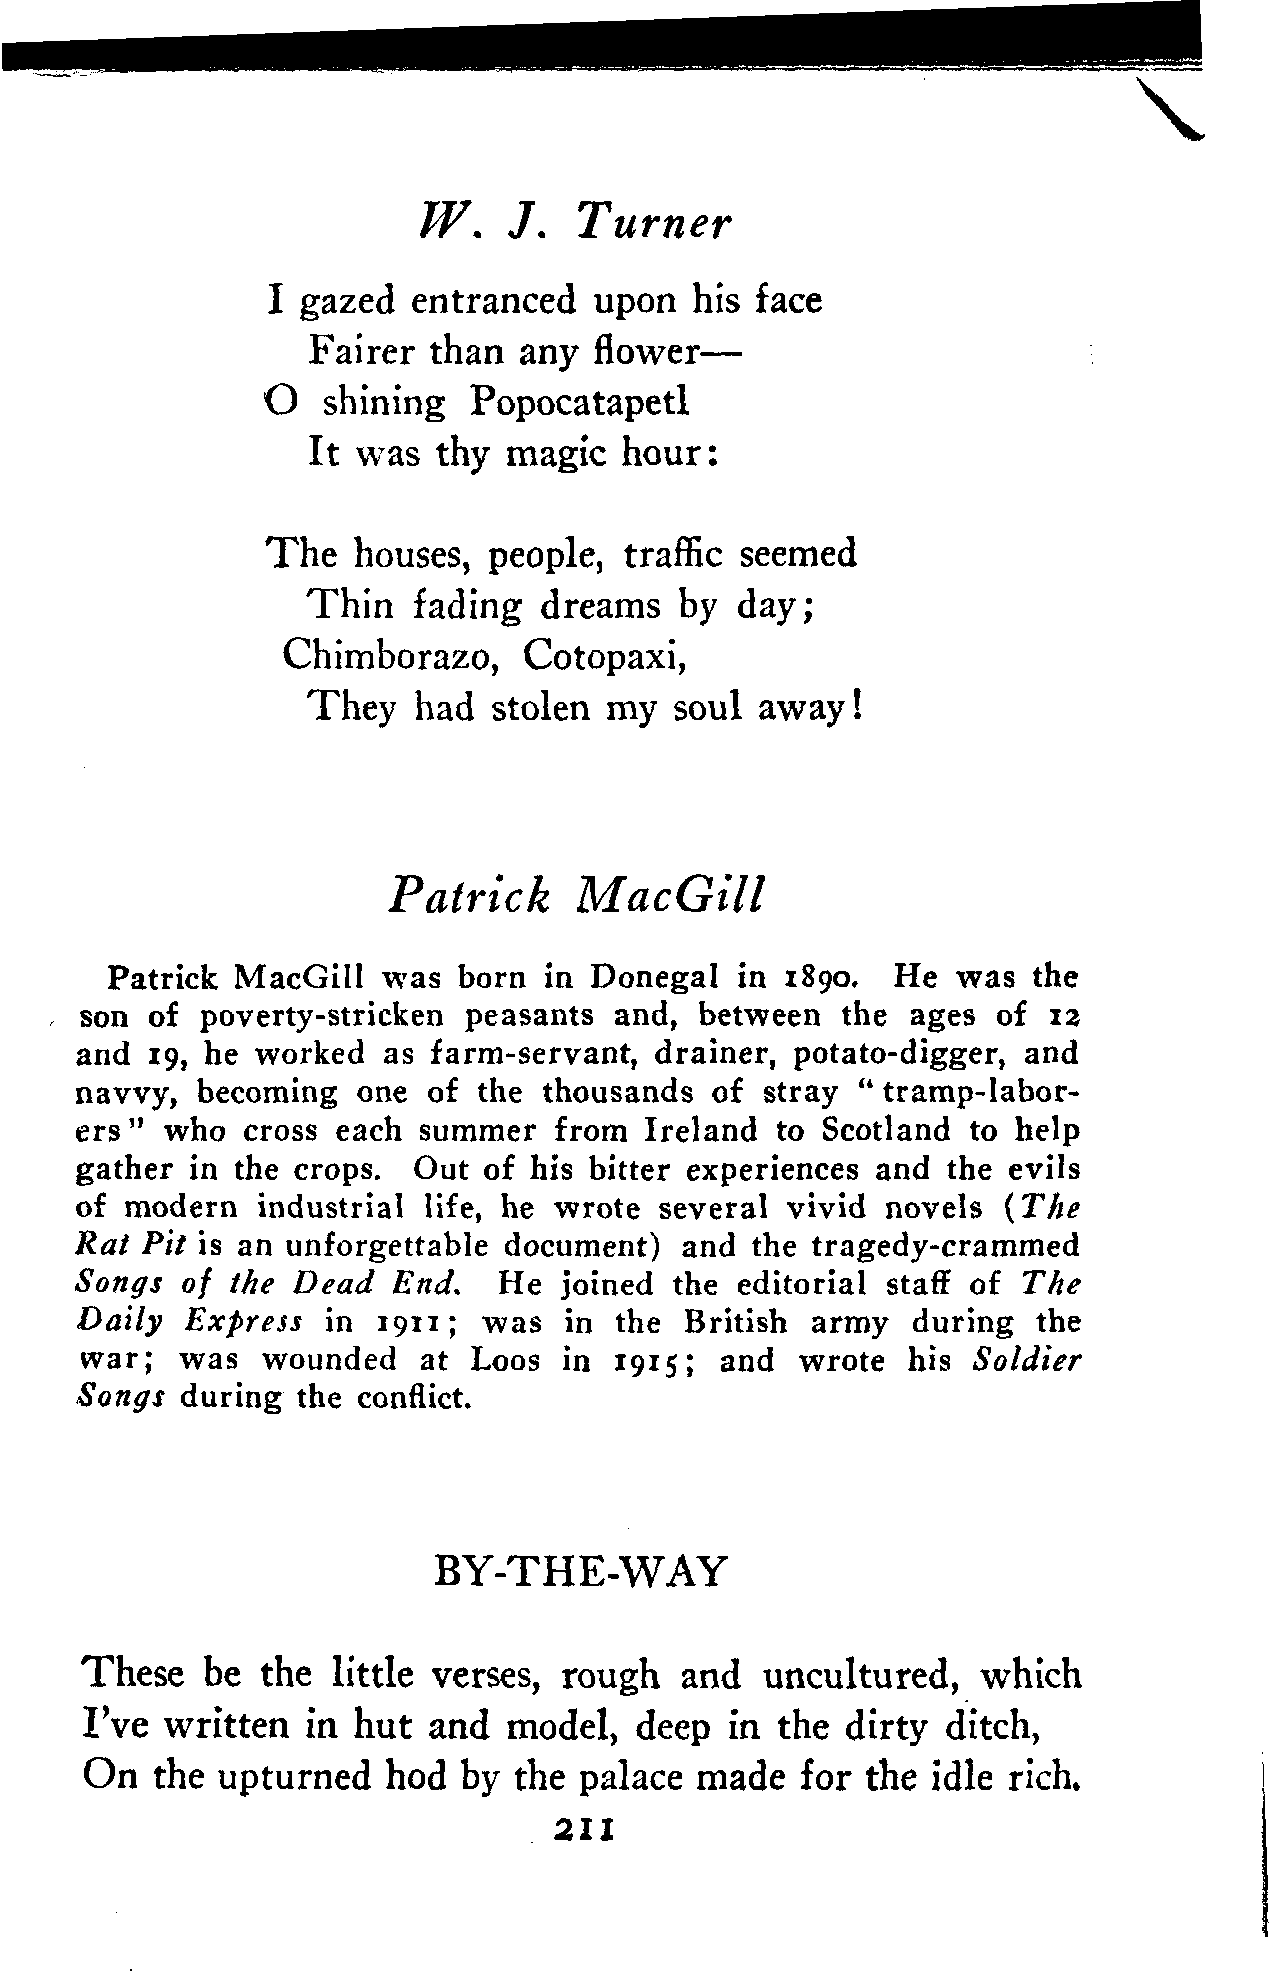 W. J. Turner
I gazed entranced upon his face
Fairer than any flower—
O shining Popocatapetl
It was thy magic hour:
The houses, people, traffic seemed
Thin fading dreams by day;
Chimborazo, Cotopaxi,
They had stolen my soul away!
Patrick MacGill
Patrick MacGill was born in Donegal in 1890. He was the
son of poverty-stricken peasants and, between the ages of 12
and 19, he worked as farm-servant, drainer, potato-digger, and
navvy, becoming one of the thousands of stray "tramp-labor-
ers" who cross each summer from Ireland to Scotland to help
gather in the crops. Out of his bitter experiences and the evils
of modern industrial life, he wrote several vivid novels (The
Rat Pit is an unforgettable document) and the tragedy-crammed
Songs of the Dead End. He joined the editorial staff of The
Daily Express in 1911; was in the British army during the
war; was wounded at Loos in 1915; and wrote his Soldier
Songs during the conflict.
BY-THE-WAY
These be the little verses, rough and uncultured, which
I've written in hut and model, deep in the dirty ditch,
On the upturned hod by the palace made for the idle rich.
211